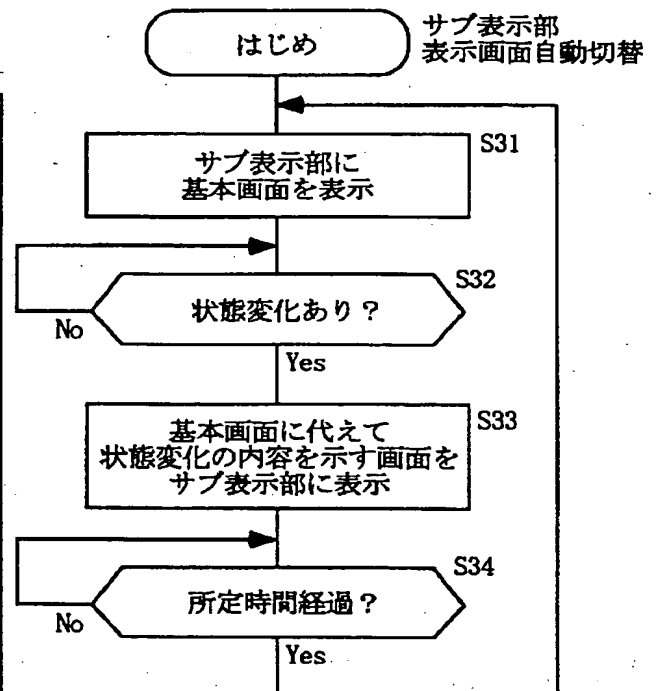 はじめ
サブ表示部
表示画面自動切替
S31
サブ表示部に
基本画面を表示
S32
状態変化あり?
No
Yes
S33
基本画面に代えて
状態変化の内容を示す画面を
サブ表示部に表示
S34
所定時間経過?
No
Yes